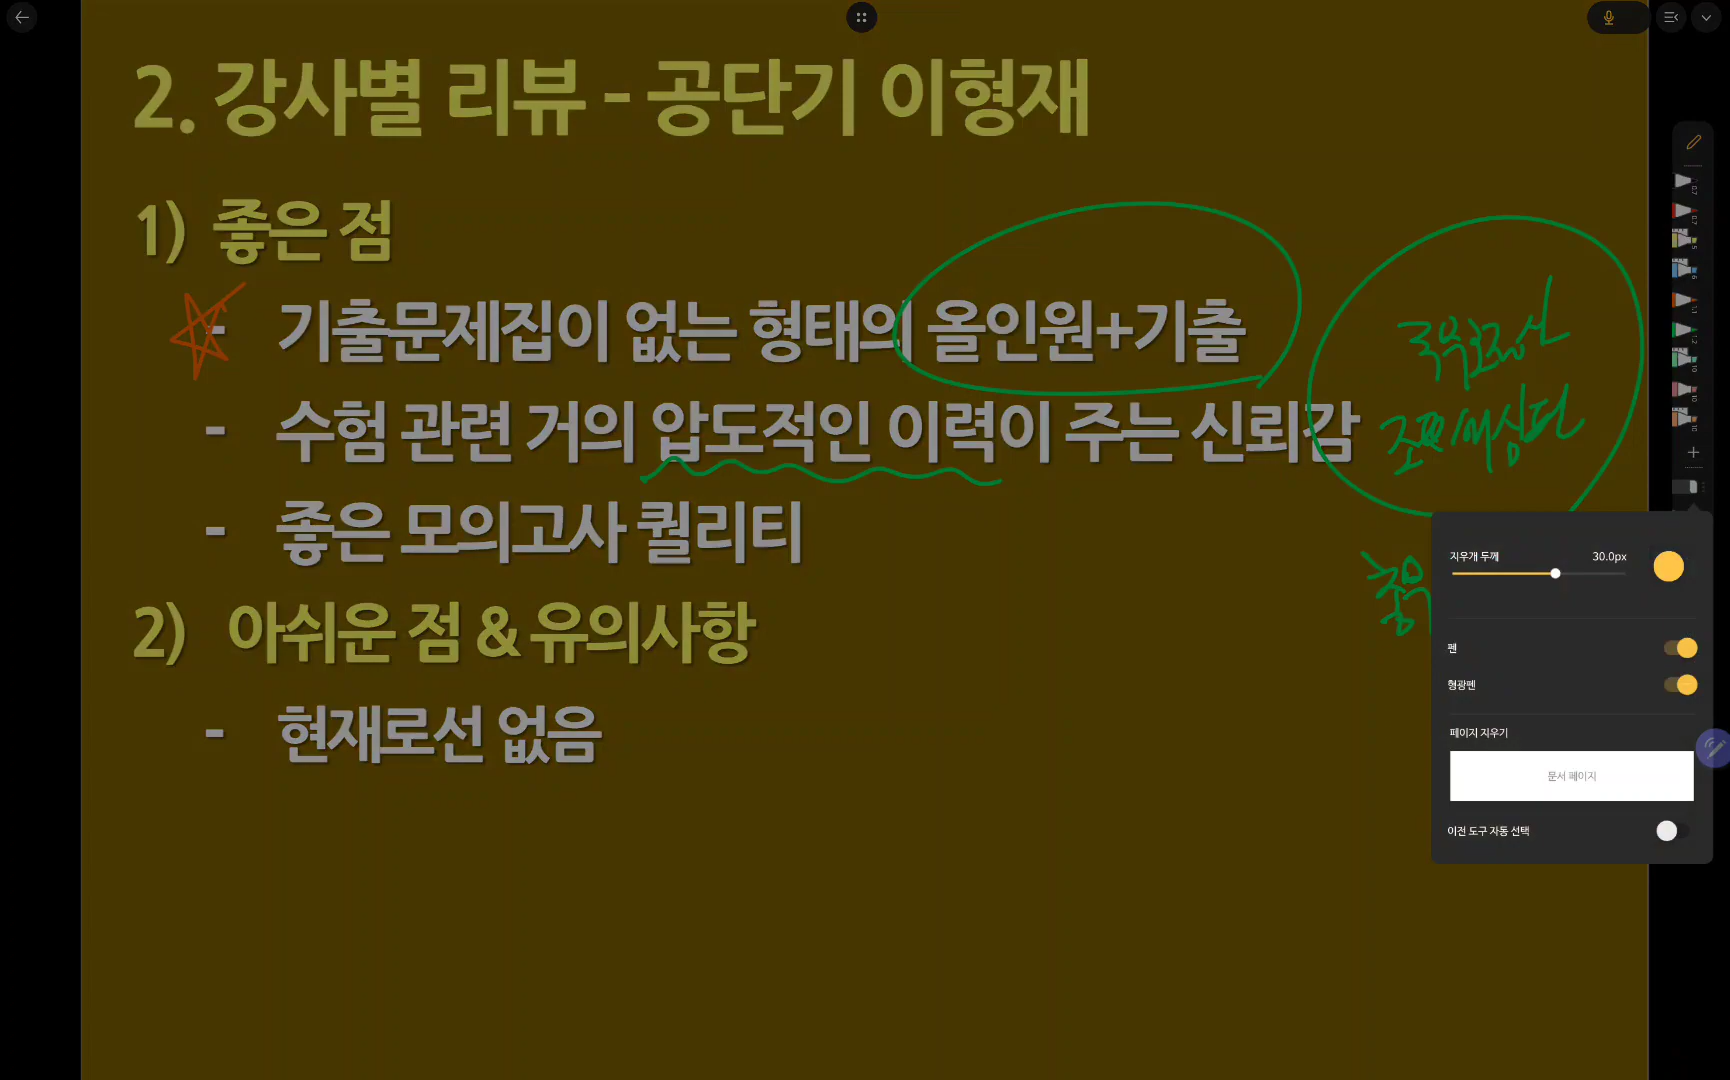 2. 강사별 리뷰 - 공단기 이형재
1) 좋은 점
- 기출문제집이 없는 형태의 올인원+기출
- 수험 관련 거의 압도적인 이력이 주는 신뢰감
- 좋은 모의고사 퀄리티
2) 아쉬운 점 & 유의사항
- 현재로선 없음
지우개 두께 30.0px
펜
형광펜
페이지 지우기
문서 페이지
이전 도구 자동 선택